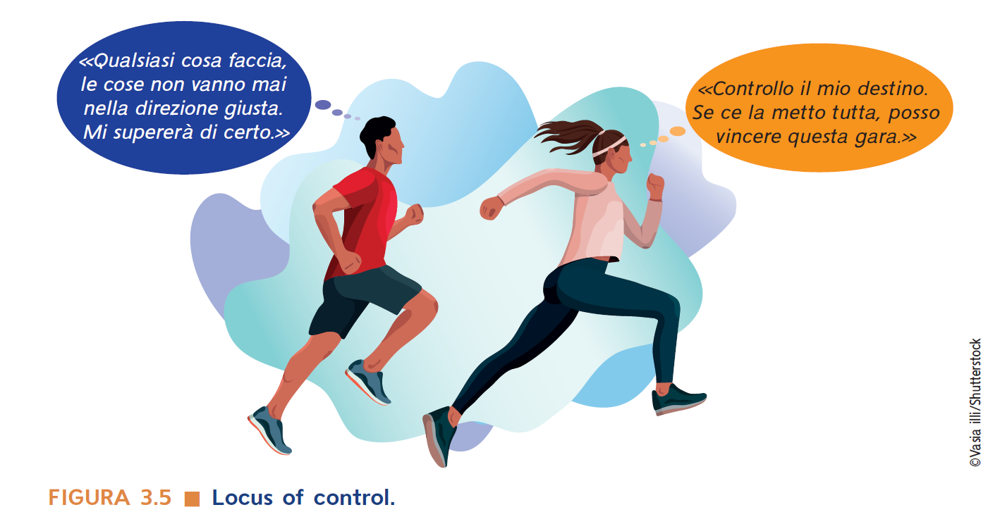 «Qualsiasi cosa faccia,
le cose non vanno mai
nella direzione giusta.
Mi supererà di certo.»
«Controllo il mio destino.
Se ce la metto tutta, posso
vincere questa gara.»
©Vasia illi/Shutterstock
FIGURA 3.5 ■ Locus of control.